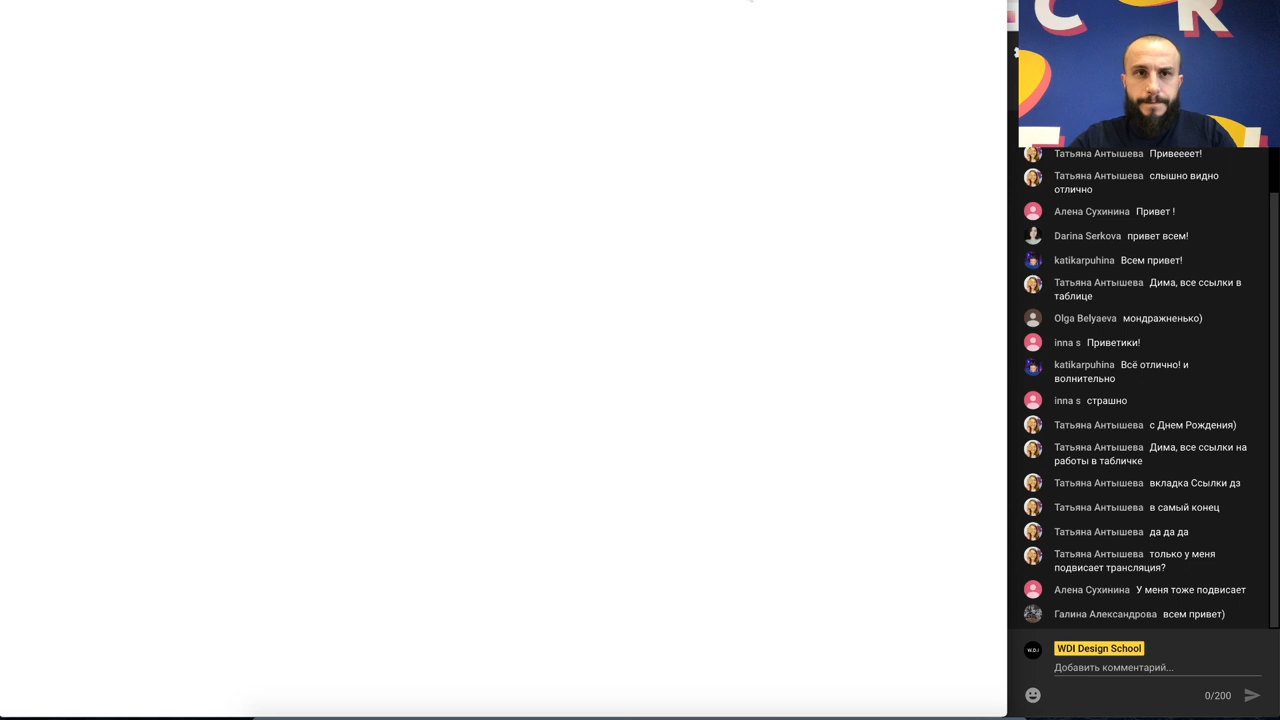 C R
Татьяна Антышева Привеееет!
Татьяна Антышева слышно видно
отлично
Алена Сухинина Привет !
Darina Serkova привет всем!
katikarpuhina Всем привет!
Татьяна Антышева Дима, все ссылки в
таблице
Olga Belyaeva мондражненько)
inna s Приветики!
katikarpuhina Всё отлично! и
волнительно
inna s страшно
Татьяна Антышева с Днем Рождения)
Татьяна Антышева Дима, все ссылки на
работы в табличке
Татьяна Антышева вкладка Ссылки дз
Татьяна Антышева в самый конец
Татьяна Антышева да да да
Татьяна Антышева только у меня
подвисает трансляция?
Алена Сухинина У меня тоже подвисает
Галина Александрова всем привет)
W.D.I WDI Design School
Добавить комментарий...
0/200